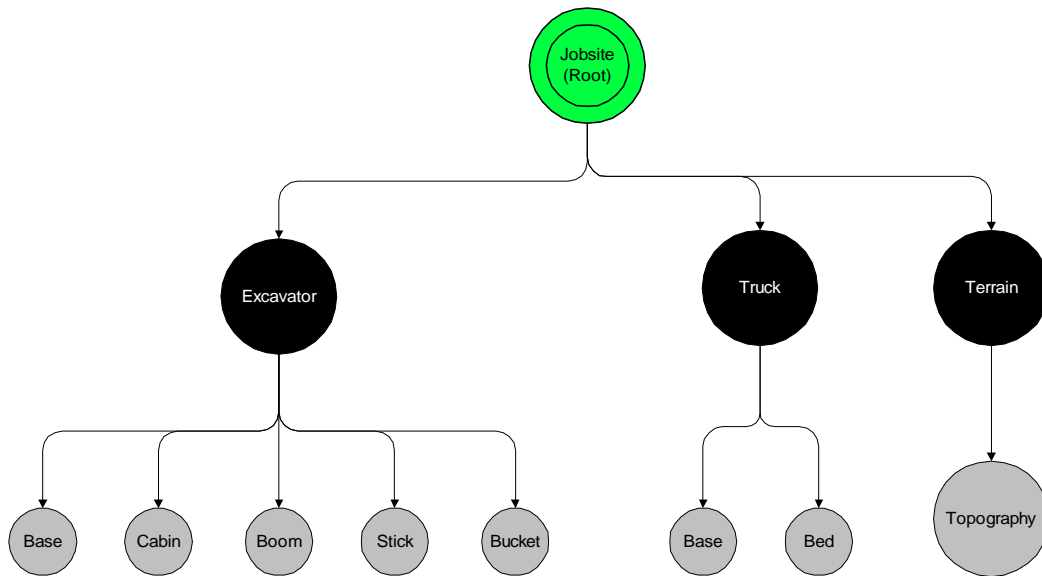 Jobsite
(Root)
Excavator
Truck
Terrain
Base
Cabin
Boom
Stick
Bucket
Base
Bed
Topography